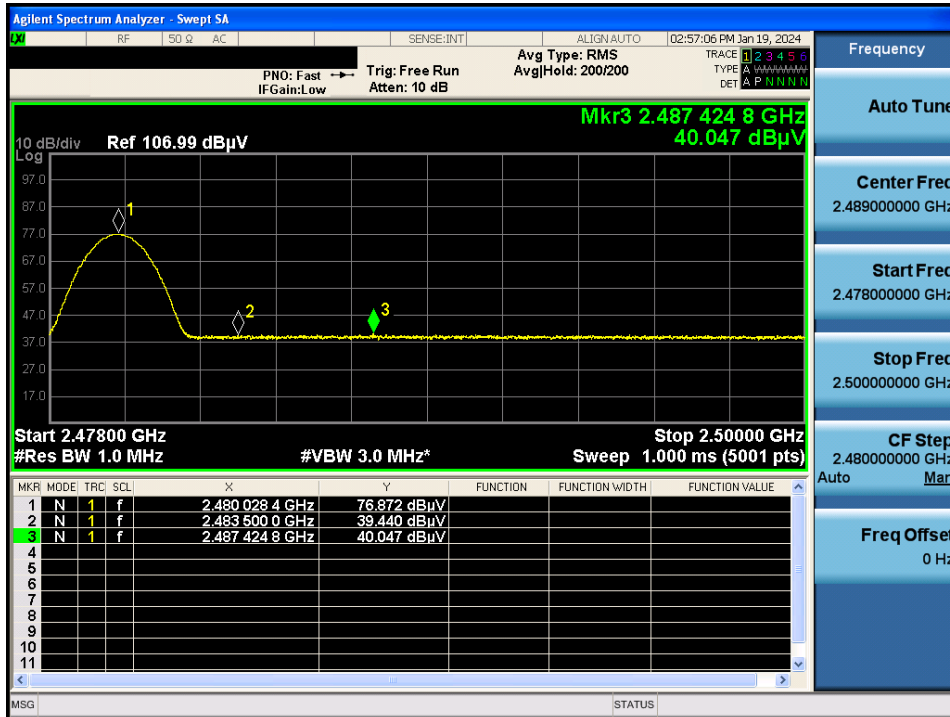 Agilent Spectrum Analyzer - Swept SA
LXI RF 50 Ω AC SENSE:INT ALIGN AUTO 02:57:06 PM Jan 19, 2024
PNO: Fast
IFGain:Low
Trig: Free Run
Atten: 10 dB
Avg Type: RMS
Avg|Hold: 200/200
TRACE 1 2 3 4 5 6
TYPE A WWWWW
DET A P N N N N
Mkr3 2.487 424 8 GHz
40.047 dBµV
10 dB/div Ref 106.99 dBµV
Log
97.0
87.0
77.0
67.0
57.0
47.0
37.0
27.0
17.0
1
2
3
Start 2.47800 GHz Stop 2.50000 GHz
#Res BW 1.0 MHz #VBW 3.0 MHz* Sweep 1.000 ms (5001 pts)
MKR MODE TRC SCL X Y FUNCTION FUNCTION WIDTH FUNCTION VALUE
1 N 1 f 2.480 028 4 GHz 76.872 dBµV
2 N 1 f 2.483 500 0 GHz 39.440 dBµV
3 N 1 f 2.487 424 8 GHz 40.047 dBµV
4
5
6
7
8
9
10
11
MSG STATUS
Frequency
Auto Tune
Center Freq
2.489000000 GHz
Start Freq
2.478000000 GHz
Stop Freq
2.500000000 GHz
CF Step
2.480000000 GHz
Auto Man
Freq Offset
0 Hz